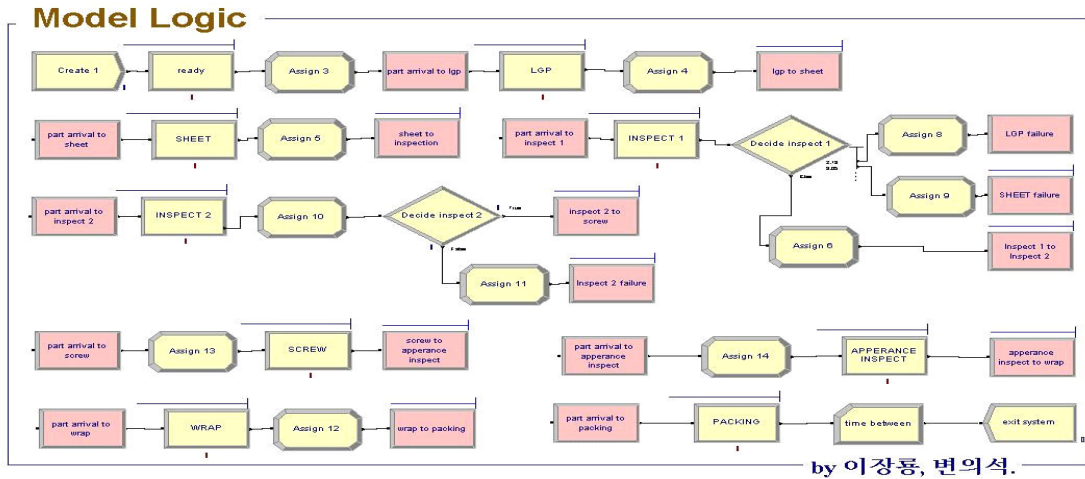 Model Logic
Create 1
ready
Assign 3
part arrival to lgp
LGP
Assign 4
lgp to sheet
part arrival to
sheet
SHEET
Assign 5
sheet to
inspection
part arrival to
inspect 1
INSPECT 1
Decide inspect 1
Else
Assign 8
LGP failure
Assign 9
SHEET failure
Assign 6
Inspect 1 to
Inspect 2
part arrival to
inspect 2
INSPECT 2
Assign 10
Decide inspect 2
True
False
inspect 2 to
screw
Assign 11
Inspect 2 failure
part arrival to
screw
Assign 13
SCREW
screw to
apperance
inspect
part arrival to
apperance
inspect
Assign 14
APPERANCE
INSPECT
apperance
inspect to wrap
part arrival to
wrap
WRAP
Assign 12
wrap to packing
part arrival to
packing
PACKING
time between
exit system
by 이장룡, 변의석.